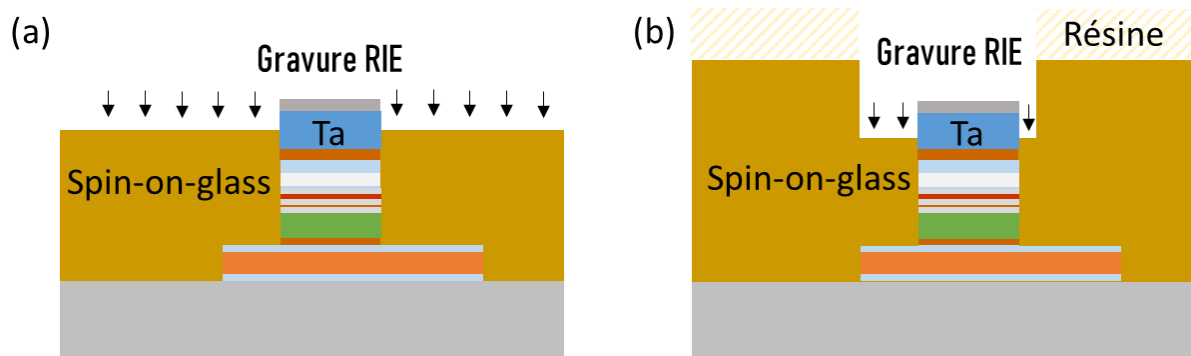 (a)
Gravure RIE
Ta
Spin-on-glass
(b)
Résine
Gravure RIE
Ta
Spin-on-glass